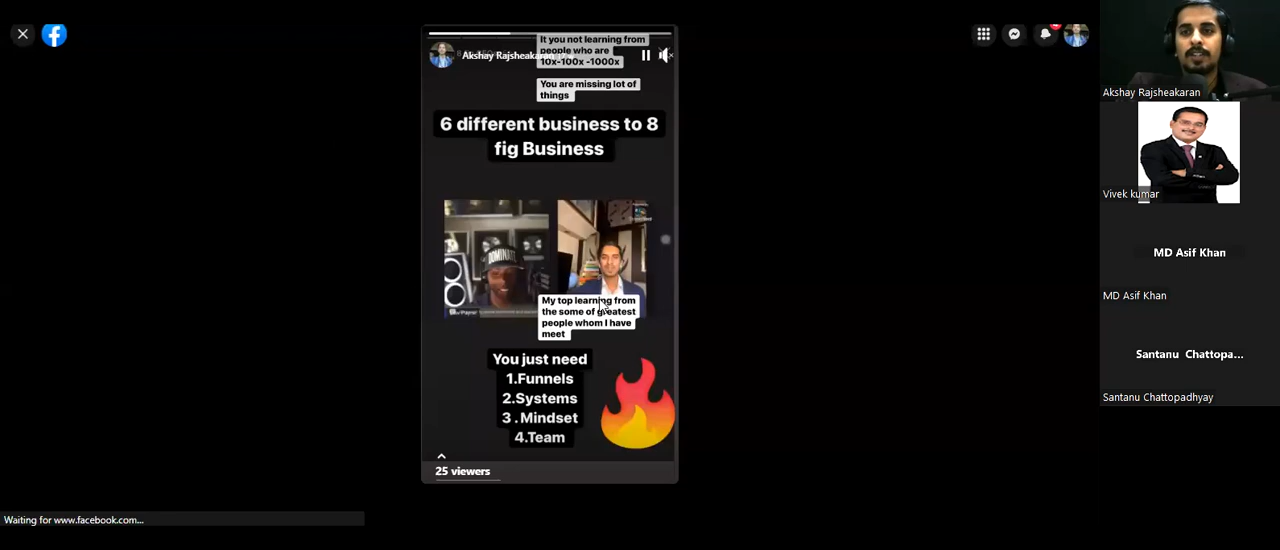 It you not learning from
people who are
10x-100x -1000x
Akshay Rajsheakaran
You are missing lot of
things
6 different business to 8
fig Business
DOMINATE
My top learning from
the some of greatest
people whom I have
meet
You just need
1.Funnels
2.Systems
3 . Mindset
4.Team
25 viewers
Waiting for www.facebook.com...
Akshay Rajsheakaran
Vivek kumar
MD Asif Khan
MD Asif Khan
Santanu Chattopa...
Santanu Chattopadhyay